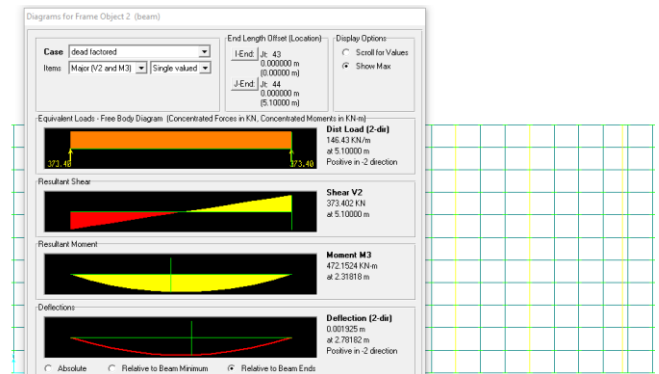 Diagrams for Frame Object 2 (beam)
Case dead factored
Items Major (V2 and M3) Single valued
End Length Offset (Location)
I-End: Jt: 43
0.000000 m
(0.00000 m)
J-End: Jt: 44
0.000000 m
(5.10000 m)
Display Options
Scroll for Values
Show Max
Equivalent Loads - Free Body Diagram (Concentrated Forces in KN, Concentrated Moments in KN-m)
373.40
373.40
Dist Load (2-dir)
146.43 KN/m
at 5.10000 m
Positive in -2 direction
Resultant Shear
Shear V2
373.402 KN
at 5.10000 m
Resultant Moment
Moment M3
472.1524 KN-m
at 2.31818 m
Deflections
Deflection (2-dir)
0.001925 m
at 2.78182 m
Positive in -2 direction
Absolute Relative to Beam Minimum Relative to Beam Ends